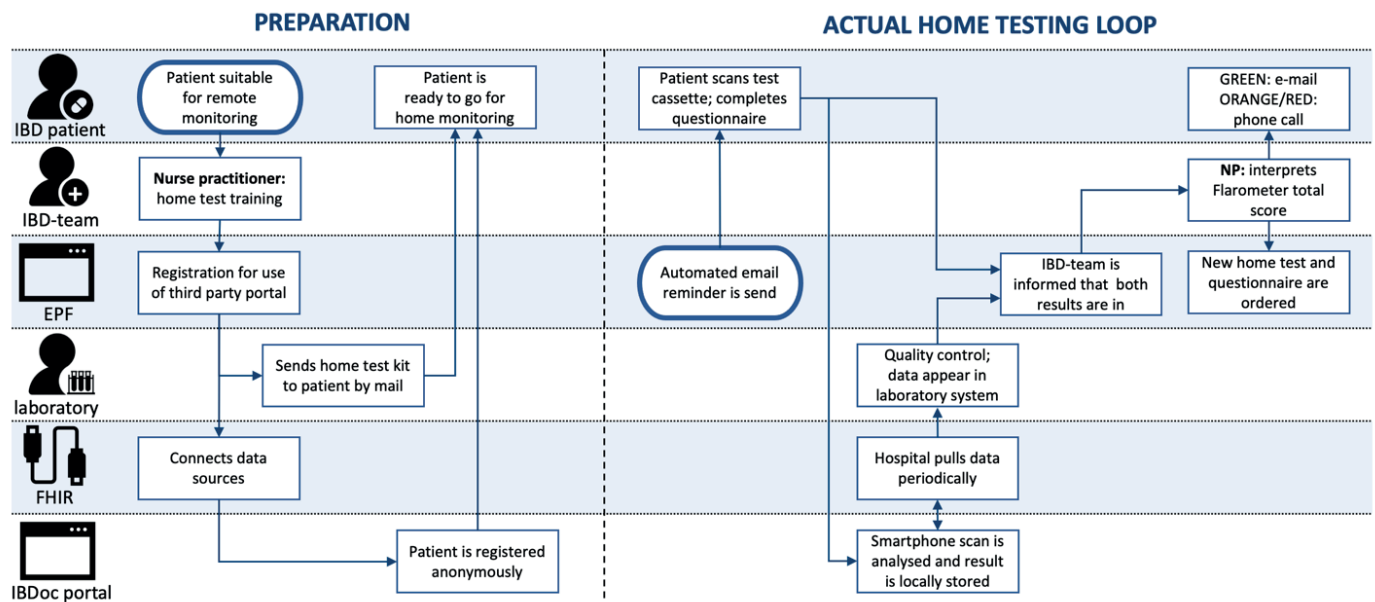 PREPARATION
ACTUAL HOME TESTING LOOP
IBD patient
Patient suitable
for remote
monitoring
Patient is
ready to go for
home monitoring
Patient scans test
cassette; completes
questionnaire
GREEN: e-mail
ORANGE/RED:
phone call
IBD-team
Nurse practitioner:
home test training
NP: interprets
Flarometer total
score
EPF
Registration for use
of third party portal
Automated email
reminder is send
IBD-team is
informed that both
results are in
New home test and
questionnaire are
ordered
laboratory
Sends home test kit
to patient by mail
Quality control;
data appear in
laboratory system
FHIR
Connects data
sources
Hospital pulls data
periodically
IBDoc portal
Patient is registered
anonymously
Smartphone scan is
analysed and result
is locally stored